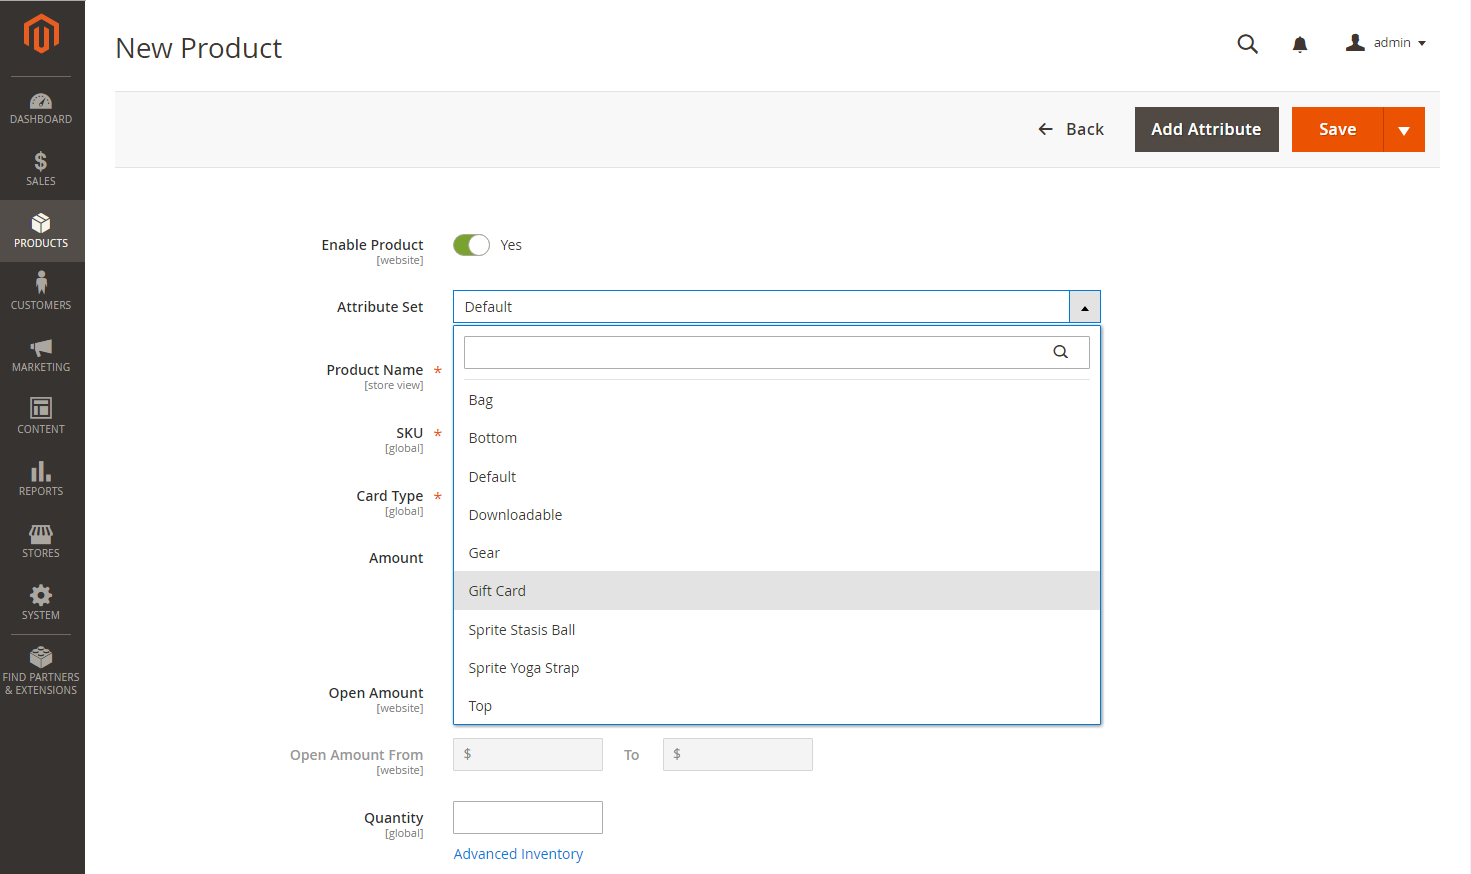 New Product
admin
DASHBOARD
SALES
PRODUCTS
CUSTOMERS
MARKETING
CONTENT
REPORTS
STORES
SYSTEM
FIND PARTNERS
& EXTENSIONS
Back
Add Attribute
Save
Enable Product
[website]
Yes
Attribute Set
Default
Product Name *
[store view]
SKU *
[global]
Card Type *
[global]
Amount
Bag
Bottom
Default
Downloadable
Gear
Gift Card
Sprite Stasis Ball
Sprite Yoga Strap
Top
Open Amount
[website]
Open Amount From
[website]
$
To
$
Quantity
[global]
Advanced Inventory